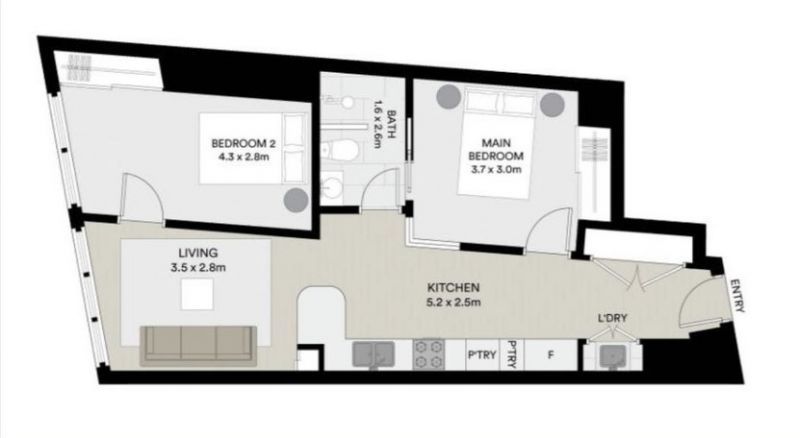 BEDROOM 2
4.3 x 2.8m
BATH
1.6 x 2.6m
MAIN
BEDROOM
3.7 x 3.0m
LIVING
3.5 x 2.8m
KITCHEN
5.2 x 2.5m
L'DRY
ENTRY
P'TRY
P'TRY
F